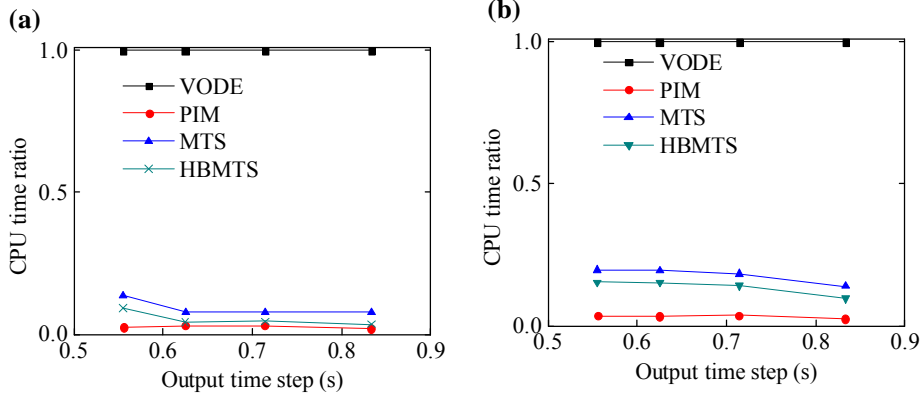 (a)
1.0
0.5
0.0
CPU time ratio
VODE
PIM
MTS
HBMTS
0.5 0.6 0.7 0.8 0.9
Output time step (s)
(b)
1.0
0.5
0.0
CPU time ratio
VODE
PIM
MTS
HBMTS
0.5 0.6 0.7 0.8 0.9
Output time step (s)